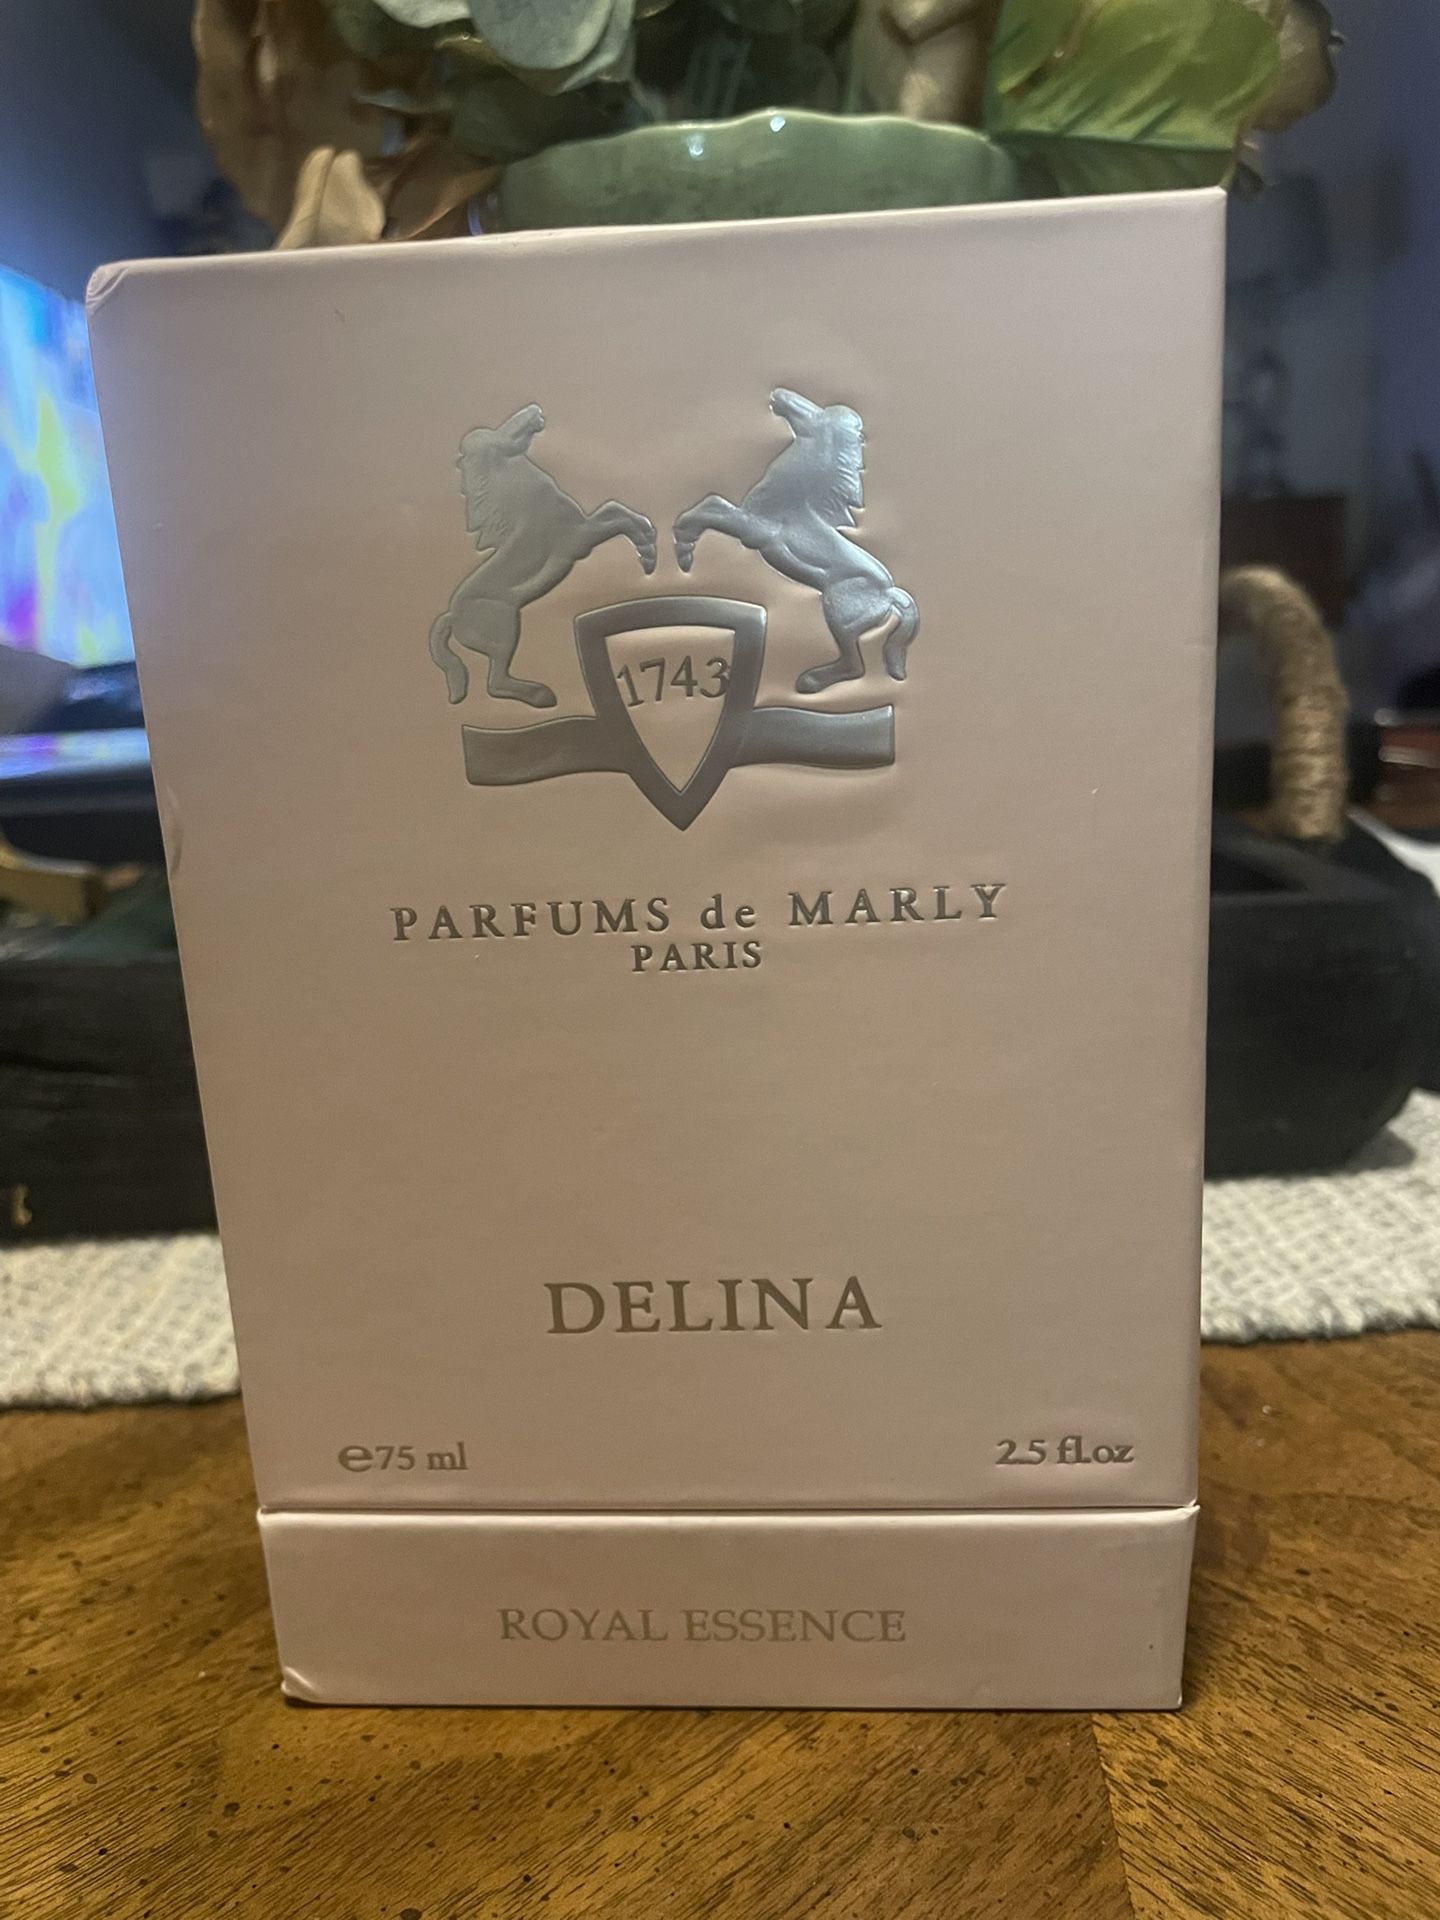 1743
PARFUMS de MARLY
PARIS
DELINA
℮75 ml
2.5 fl.oz
ROYAL ESSENCE